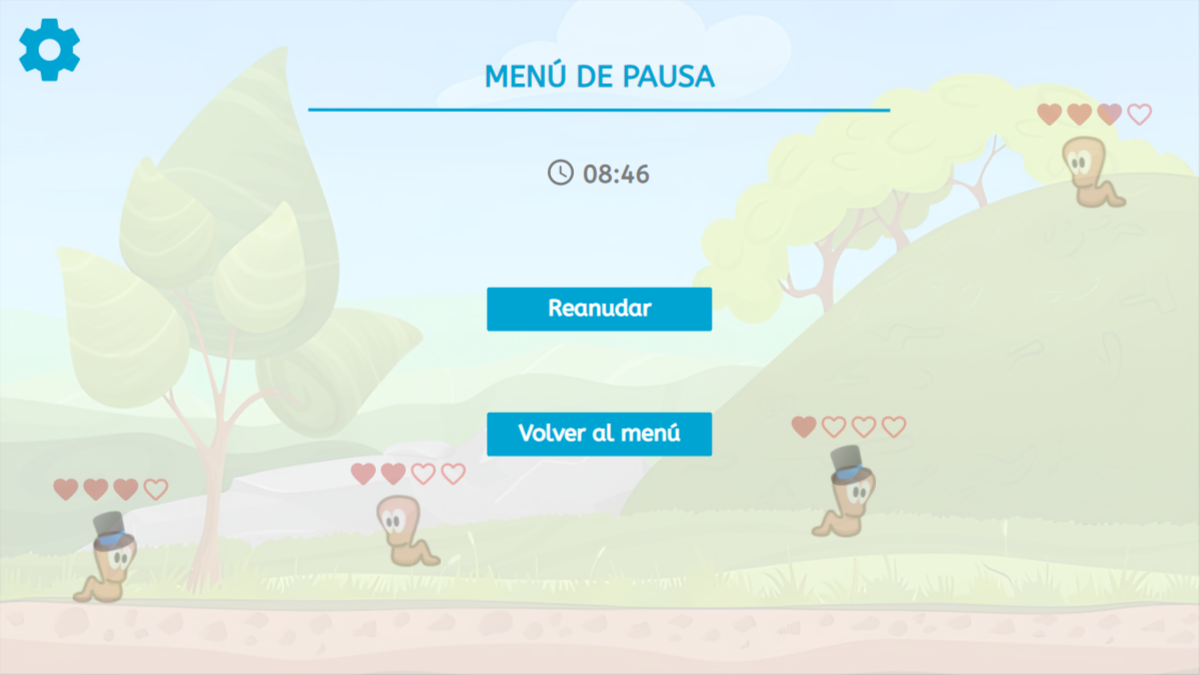 MENÚ DE PAUSA
08:46
Reanudar
Volver al menú